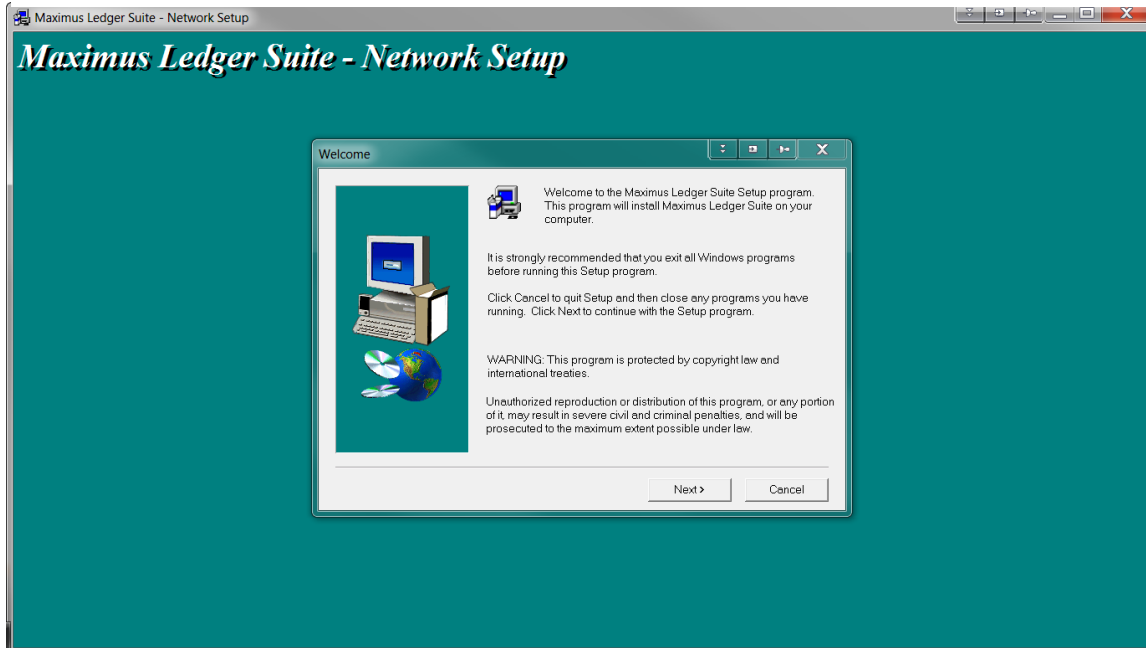 Maximus Ledger Suite - Network Setup
Maximus Ledger Suite - Network Setup
Welcome
Welcome to the Maximus Ledger Suite Setup program.
This program will install Maximus Ledger Suite on your
computer.
It is strongly recommended that you exit all Windows programs
before running this Setup program.
Click Cancel to quit Setup and then close any programs you have
running. Click Next to continue with the Setup program.
WARNING: This program is protected by copyright law and
international treaties.
Unauthorized reproduction or distribution of this program, or any portion
of it, may result in severe civil and criminal penalties, and will be
prosecuted to the maximum extent possible under law.
Next >
Cancel